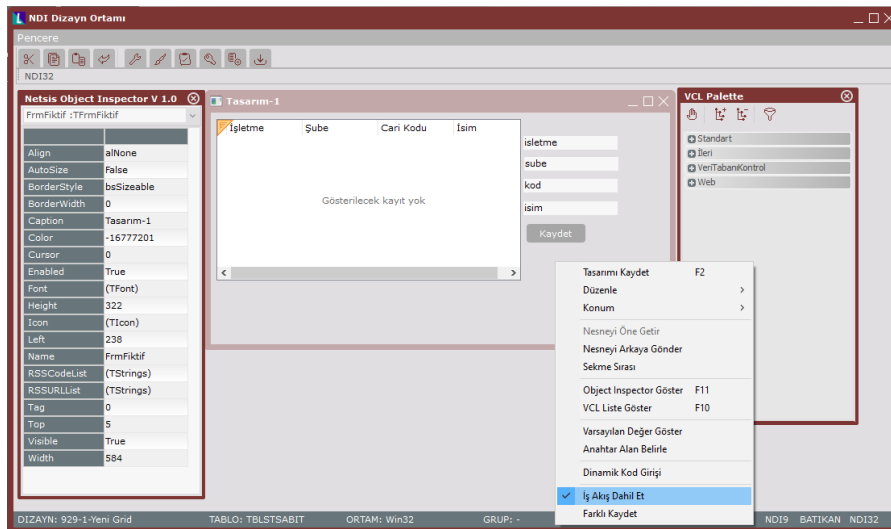 NDI Dizayn Ortamı
Pencere
NDI32
Netsis Object Inspector V 1.0
FrmFiktif :TFrmFiktif
Align alNone
AutoSize False
BorderStyle bsSizeable
BorderWidth 0
Caption Tasarım-1
Color -16777201
Cursor 0
Enabled True
Font (TFont)
Height 322
Icon (TIcon)
Left 238
Name FrmFiktif
RSSCodeList (TStrings)
RSSURLList (TStrings)
Tag 0
Top 5
Visible True
Width 584
Tasarım-1
İşletme Şube Cari Kodu İsim
Gösterilecek kayıt yok
isletme
sube
kod
isim
Kaydet
VCL Palette
Standart
İleri
VeriTabanKontrol
Web
Tasarımı Kaydet F2
Düzenle
Konum
Nesneyi Öne Getir
Nesneyi Arkaya Gönder
Sekme Sırası
Object Inspector Göster F11
VCL Liste Göster F10
Varsayılan Değer Göster
Anahtar Alan Belirle
Dinamik Kod Girişi
İş Akış Dahil Et
Farklı Kaydet
DIZAYN: 929-1-Yeni Grid TABLO: TBLSTSABIT ORTAM: Win32 GRUP: - NDI9 BATIKAN NDI32